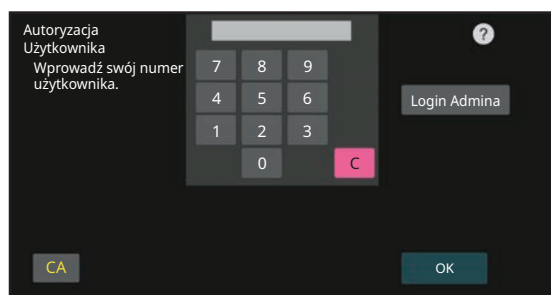 Autoryzacja
Użytkownika
Wprowadź swój numer
użytkownika.
?
7 8 9
4 5 6
Login Admina
1 2 3
0 C
CA
OK